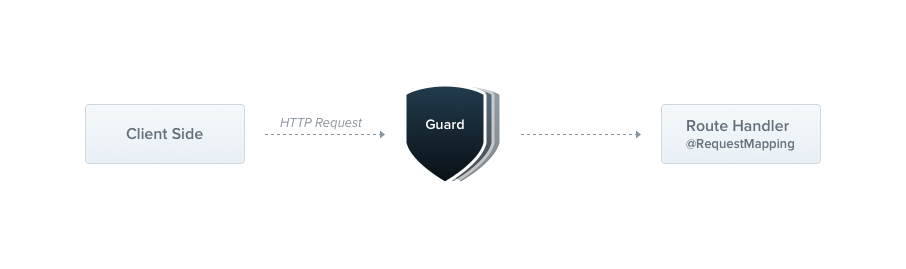 Client Side
HTTP Request
Guard
Route Handler
@RequestMapping